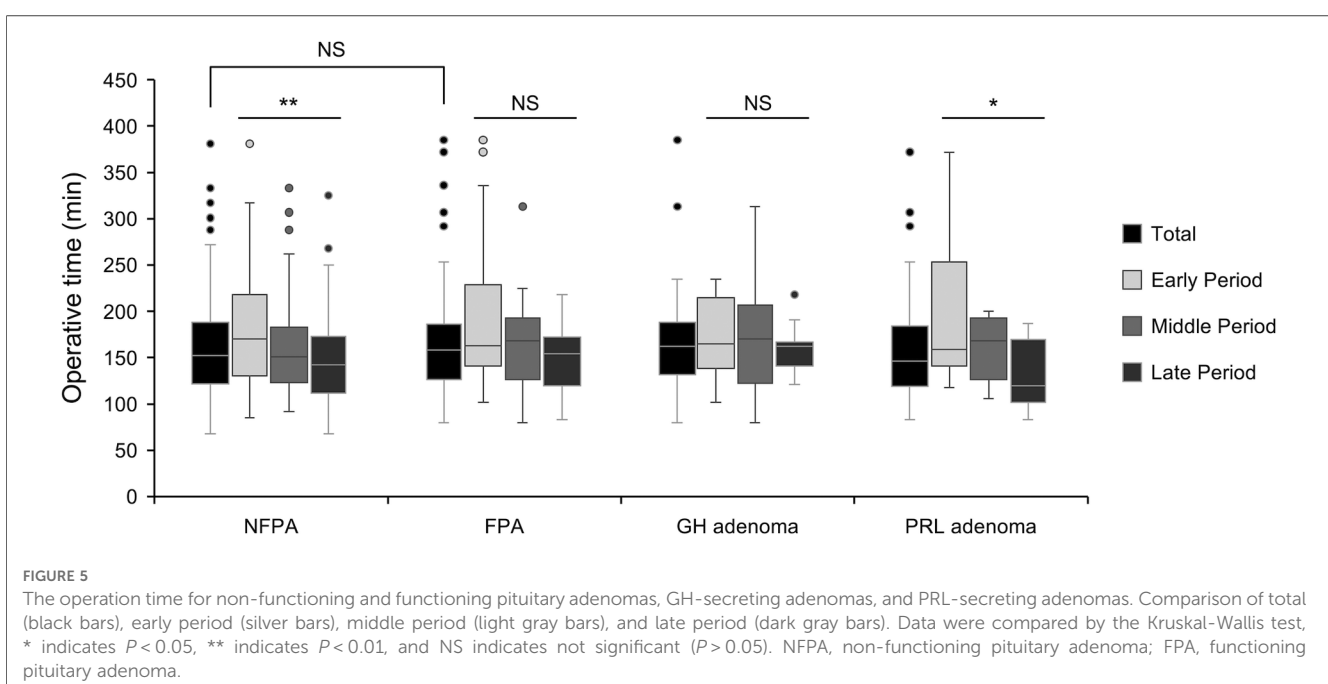 NS
450
400
350
300
250
200
150
100
50
0
Operative time (min)
**
NS
NS
*
NFPA
FPA
GH adenoma
PRL adenoma
Total
Early Period
Middle Period
Late Period
FIGURE 5
The operation time for non-functioning and functioning pituitary adenomas, GH-secreting adenomas, and PRL-secreting adenomas. Comparison of total
(black bars), early period (silver bars), middle period (light gray bars), and late period (dark gray bars). Data were compared by the Kruskal-Wallis test,
* indicates P < 0.05, ** indicates P < 0.01, and NS indicates not significant (P > 0.05). NFPA, non-functioning pituitary adenoma; FPA, functioning
pituitary adenoma.